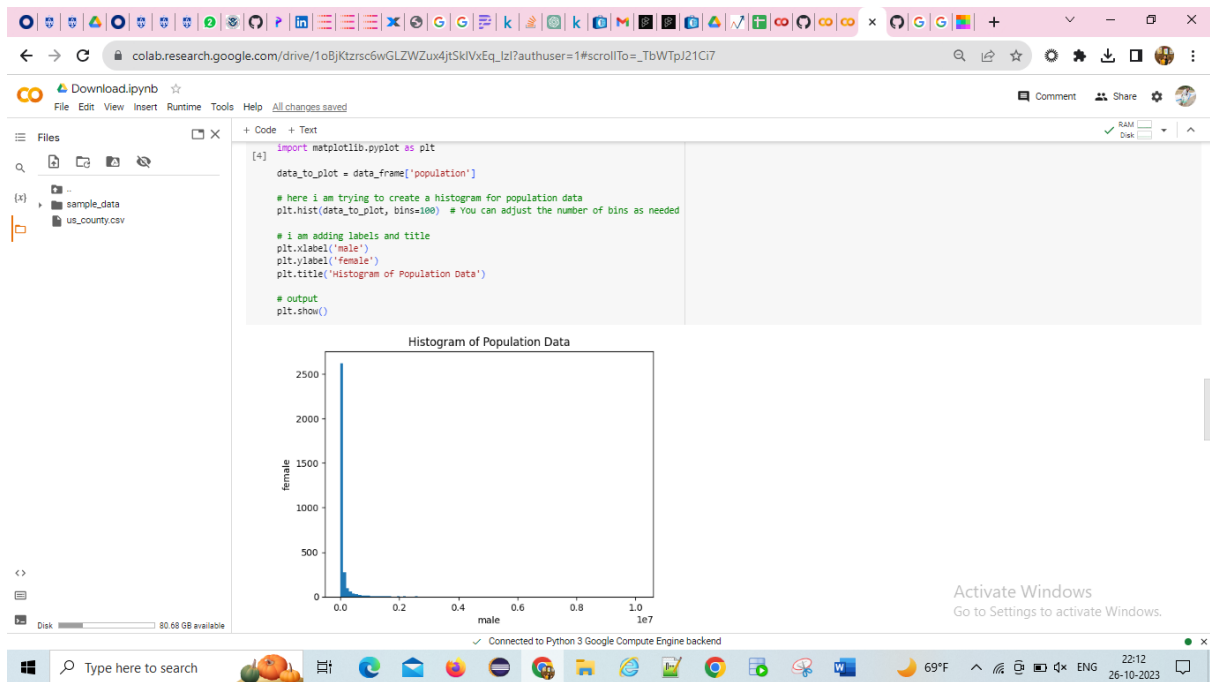 colab.research.google.com/drive/1oBjKtzrsc6wGLZWZux4jtSklVxEq_lzl?authuser=1#scrollTo=_TbWTpJ21Ci7
Download.ipynb
File Edit View Insert Runtime Tools Help All changes saved
Comment Share
Files
+ Code + Text
RAM
Disk
..
sample_data
us_county.csv
{x}
[4]
import matplotlib.pyplot as plt
data_to_plot = data_frame['population']
# here i am trying to create a histogram for population data
plt.hist(data_to_plot, bins=100)  # You can adjust the number of bins as needed
# i am adding labels and title
plt.xlabel('male')
plt.ylabel('female')
plt.title('Histogram of Population Data')
# output
plt.show()
Histogram of Population Data
2500
2000
1500
1000
500
0
female
0.0 0.2 0.4 0.6 0.8 1.0
male
1e7
<>
Disk 80.68 GB available
Activate Windows
Go to Settings to activate Windows.
Connected to Python 3 Google Compute Engine backend
Type here to search
69°F
ENG
22:12
26-10-2023